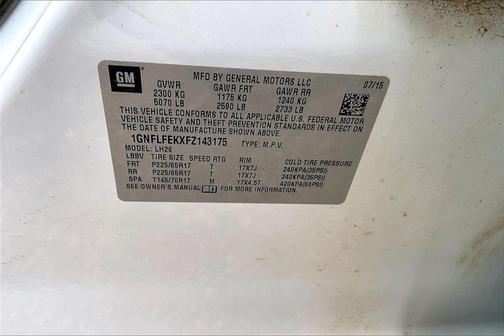 GM
MFD BY GENERAL MOTORS LLC 07/15
GVWR GAWR FRT GAWR RR
2300 KG 1175 KG 1240 KG
5070 LB 2590 LB 2733 LB
THIS VEHICLE CONFORMS TO ALL APPLICABLE U.S. FEDERAL MOTOR
VEHICLE SAFETY, BUMPER, AND THEFT PREVENTION STANDARDS IN
EFFECT ON THE DATE OF MANUFACTURE SHOWN ABOVE.
1GNFLFEKXFZ143175 TYPE: M.P.V.
MODEL: LH26
LBBV TIRE SIZE SPEED RTG RIM COLD TIRE PRESSURE
FRT P225/65R17 T 17X7J 240KPA(35PSI)
RR P225/65R17 T 17X7J 240KPA(35PSI)
SPA T145/70R17 M 17X4.5T 420KPA(60PSI)
SEE OWNER'S MANUAL FOR ADDITIONAL INFORMATION.